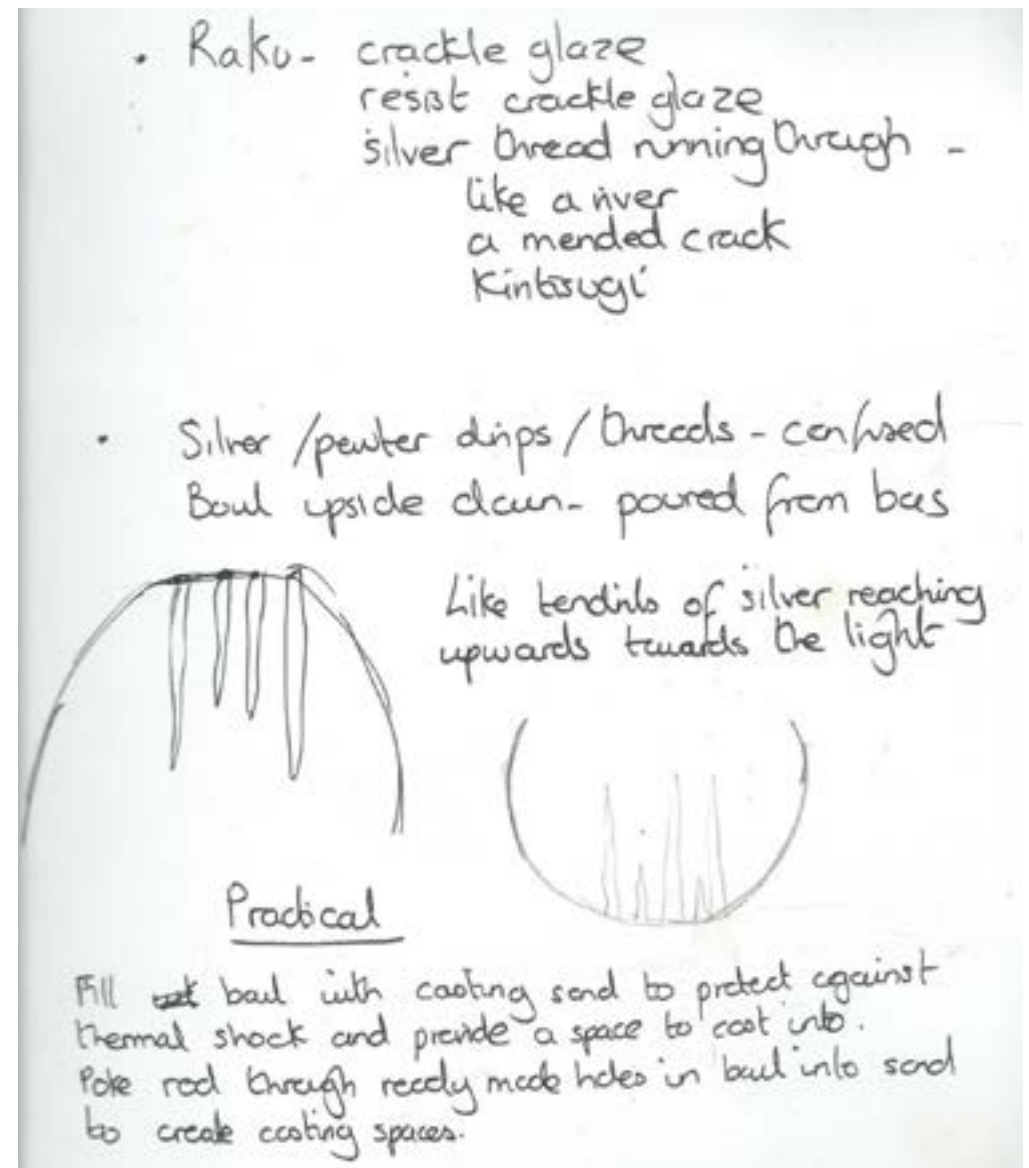 • Raku - crackle glaze
resist crackle glaze
silver thread running through -
like a river
a mended crack
Kintsugi
• Silver / pewter drips / threads - confused
Bowl upside down - poured from bas
Like tendrils of silver reaching
upwards towards the light
Practical
Fill bowl with casting sand to protect against
thermal shock and provide a space to cast into.
Poke rod through ready made holes in bowl into sand
to create casting spaces.